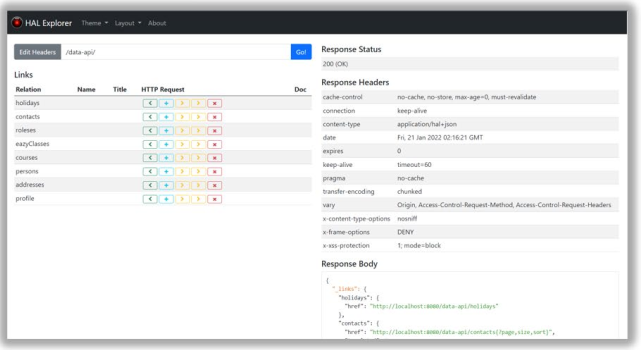 HAL Explorer Theme Layout About
Edit Headers /data-api/ Go!
Links
Relation Name Title HTTP Request Doc
holidays < + > > x
contacts < + > > x
roleses < + > > x
eazyClasses < + > > x
courses < + > > x
persons < + > > x
addresses < + > > x
profile < + > > x
Response Status
200 (OK)
Response Headers
cache-control no-cache, no-store, max-age=0, must-revalidate
connection keep-alive
content-type application/hal+json
date Fri, 21 Jan 2022 02:16:21 GMT
expires 0
keep-alive timeout=60
pragma no-cache
transfer-encoding chunked
vary Origin, Access-Control-Request-Method, Access-Control-Request-Headers
x-content-type-options nosniff
x-frame-options DENY
x-xss-protection 1; mode=block
Response Body
{
"_links": {
"holidays": {
"href": "http://localhost:8080/data-api/holidays"
},
"contacts": {
"href": "http://localhost:8080/data-api/contacts{?page,size,sort}",